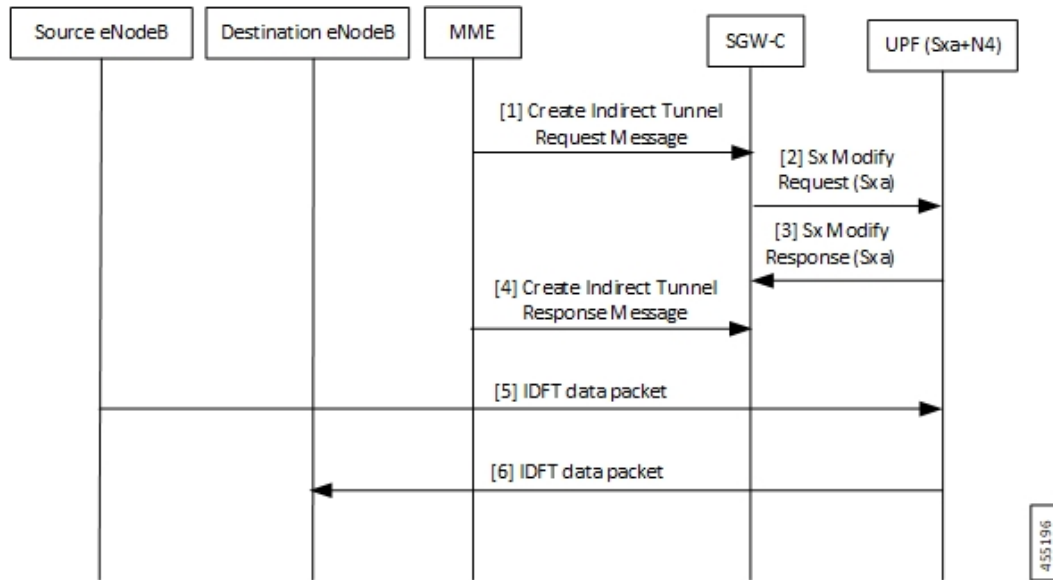 Source eNodeB
Destination eNodeB
MME
SGW-C
UPF (Sxa+N4)
[1] Create Indirect Tunnel
Request Message
[2] Sx Modify
Request (Sxa)
[3] Sx Modify
Response (Sxa)
[4] Create Indirect Tunnel
Response Message
[5] IDFT data packet
[6] IDFT data packet
455196